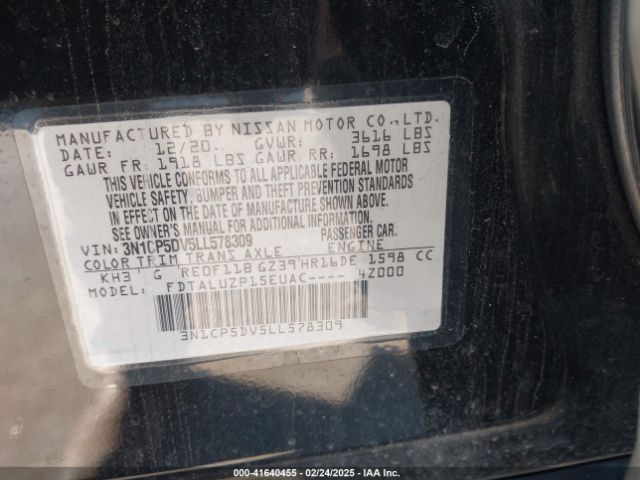 MANUFACTURED BY NISSAN MOTOR CO.,LTD.
DATE: 12/20. GVWR: 3616 LBS
GAWR FR: 1918 LBS GAWR RR: 1698 LBS
THIS VEHICLE CONFORMS TO ALL APPLICABLE FEDERAL MOTOR
VEHICLE SAFETY, BUMPER AND THEFT PREVENTION STANDARDS
IN EFFECT ON THE DATE OF MANUFACTURE SHOWN ABOVE.
SEE OWNER'S MANUAL FOR ADDITIONAL INFORMATION.
VIN: 3N1CP5DV5LL578309 PASSENGER CAR.
COLOR TRIM TRANS AXLE ENGINE
KH3 G RE0F11B GZ39 HR16DE 1598 CC
MODEL: FDTALUZP15EUAC---- 4Z000
3N1CP5DV5LL578309
000-41640455 - 02/24/2025 - IAA Inc.